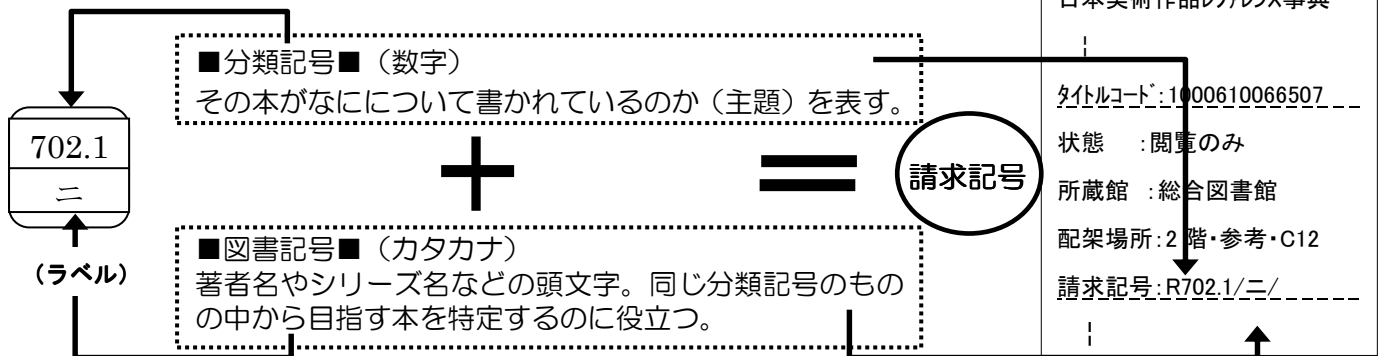 日本美術作品レファレンス事典
■分類記号■（数字）
その本がなにについて書かれているのか（主題）を表す。
702.1
ニ
（ラベル）
＋
＝
請求記号
■図書記号■（カタカナ）
著者名やシリーズ名などの頭文字。同じ分類記号のもの
の中から目指す本を特定するのに役立つ。
ﾀｲﾄﾙｺｰﾄﾞ:1000610066507
状態　：閲覧のみ
所蔵館　：総合図書館
配架場所：2 階・参考・C12
請求記号：R702.1/ニ/